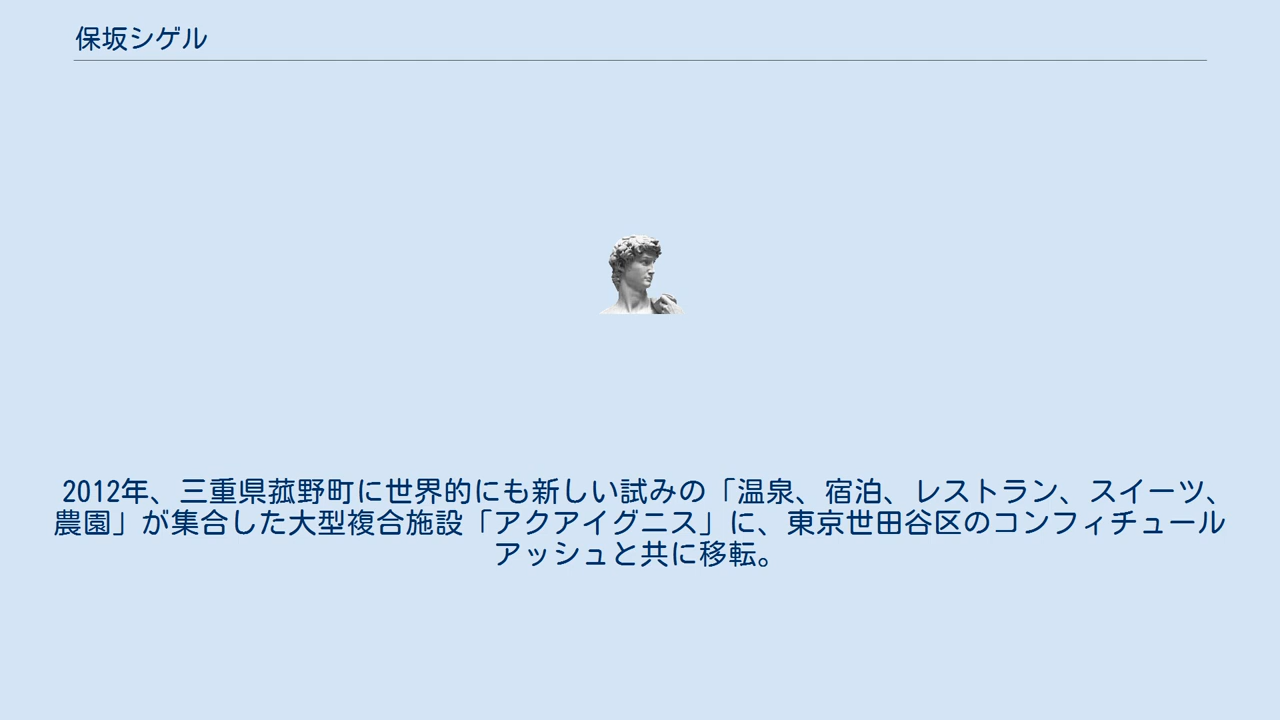 保坂シゲル
2012年、三重県菰野町に世界的にも新しい試みの「温泉、宿泊、レストラン、スイーツ、
農園」が集合した大型複合施設「アクアイグニス」に、東京世田谷区のコンフィチュール
アッシュと共に移転。